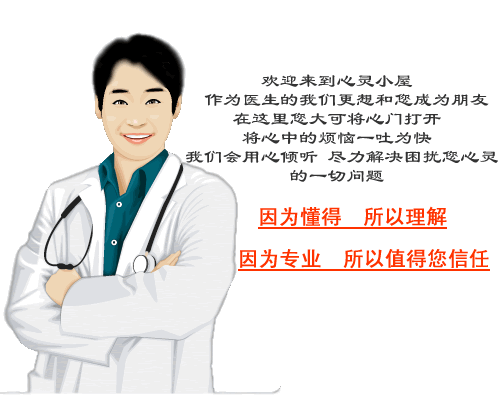 欢迎来到心灵小屋
作为医生的我们更想和您成为朋友
在这里您大可将心门打开
将心中的烦恼一吐为快
我们会用心倾听 尽力解决困扰您心灵
的一切问题
因为懂得 所以理解
因为专业 所以值得您信任